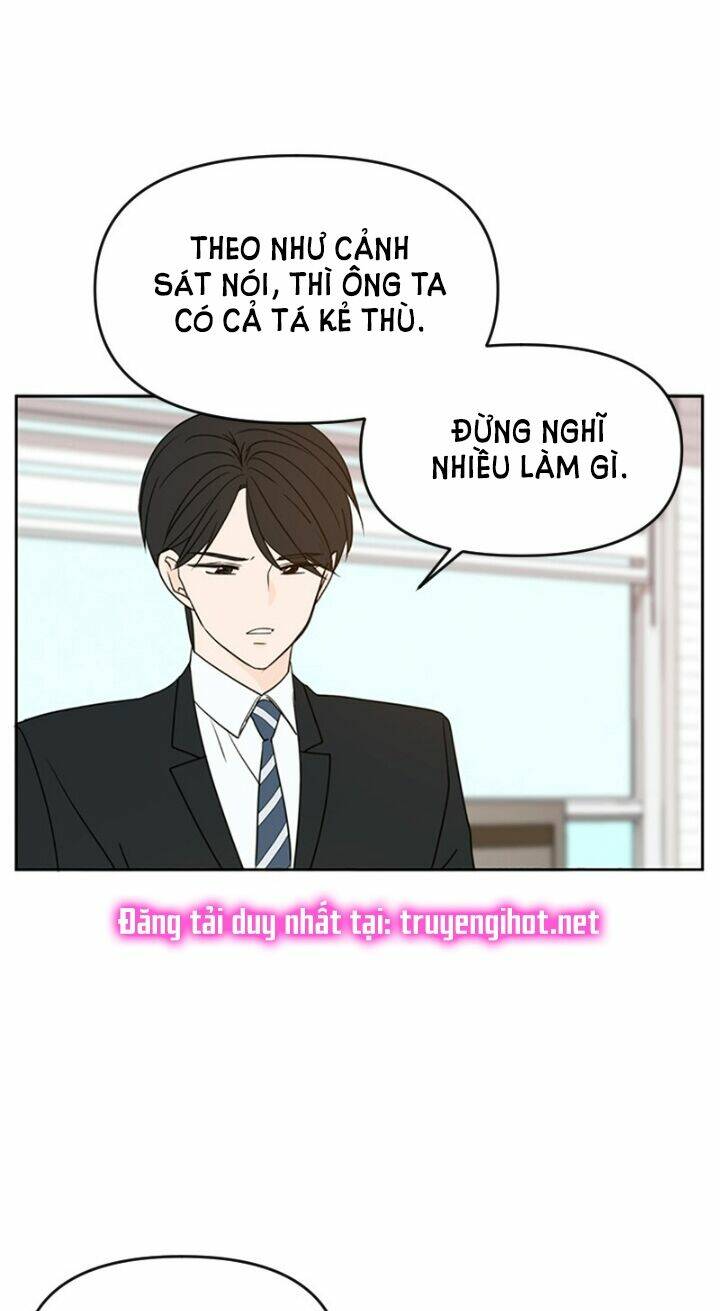 THEO NHƯ CẢNH
SÁT NÓI, THÌ ÔNG TA
CÓ CẢ TÁ KẺ THÙ.
ĐỪNG NGHĨ
NHIỀU LÀM GÌ.
Đăng tải duy nhất tại: truyengihot.net